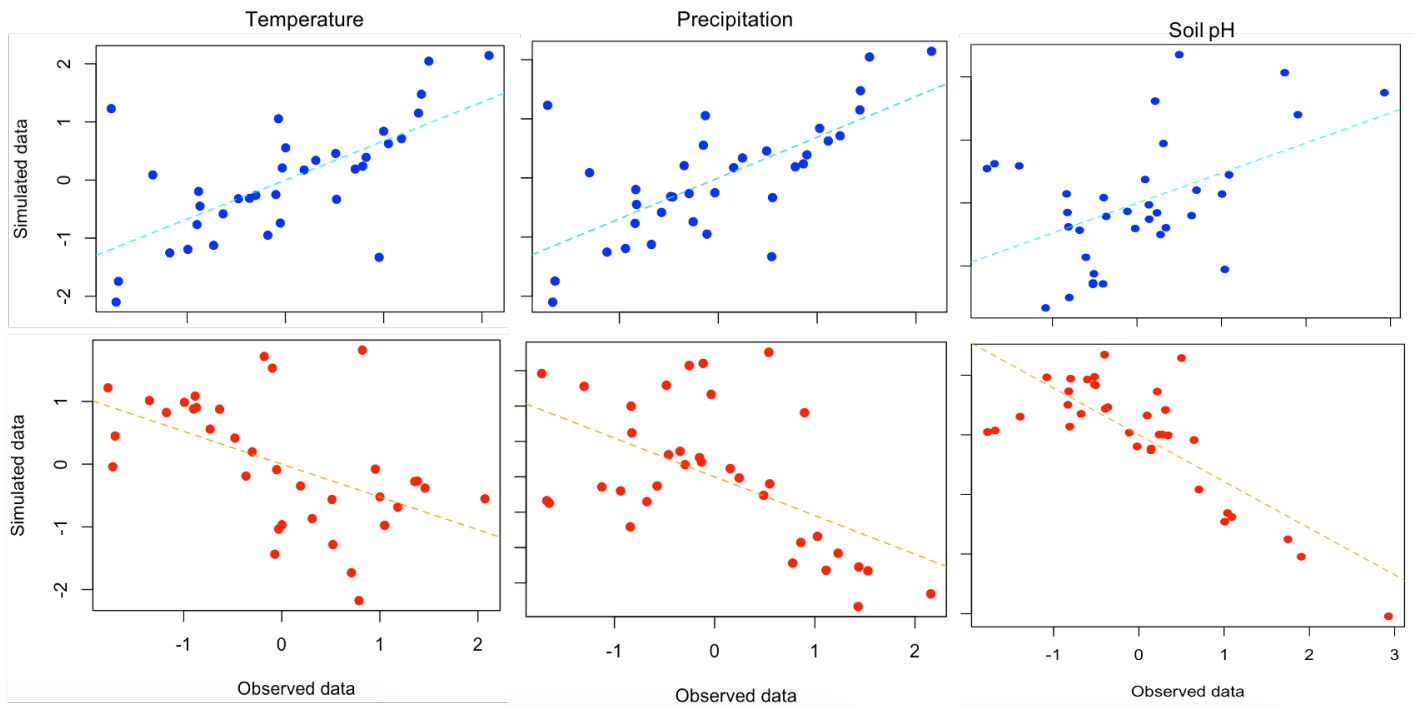 Temperature
Precipitation
Soil pH
Simulated data
2
1
0
-1
-2
Simulated data
1
0
-1
-2
-1 0 1 2
-1 0 1 2
-1 0 1 2 3
Observed data
Observed data
Observed data